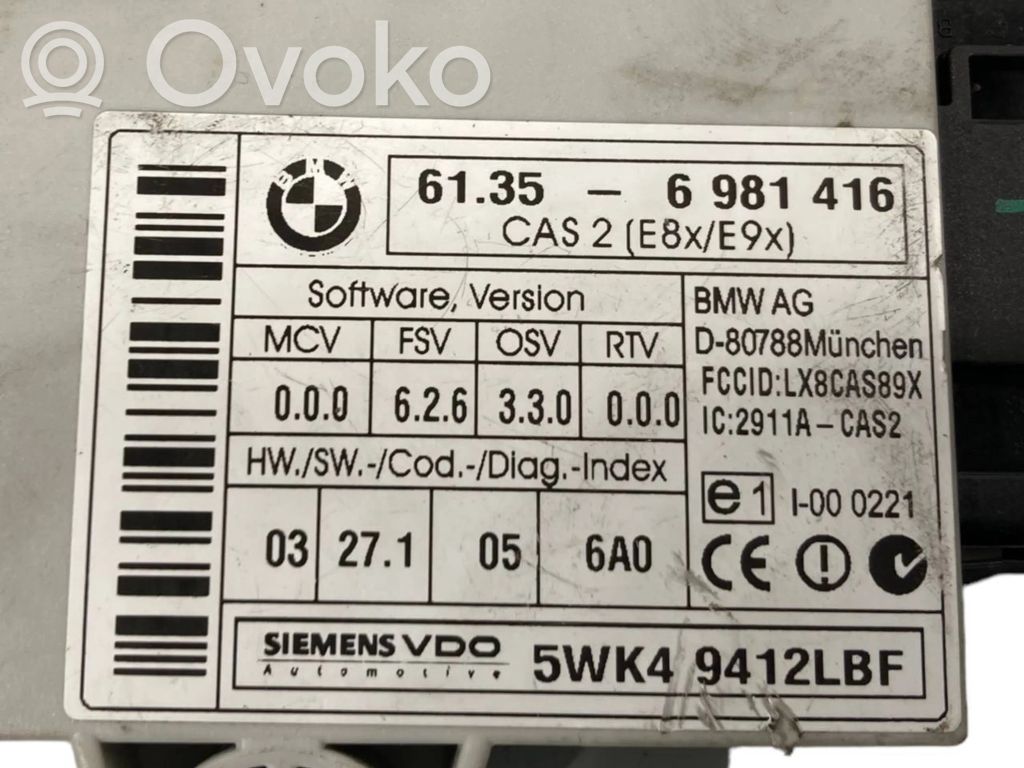 Ovoko
BMW
61.35 – 6 981 416
CAS 2 (E8x/E9x)
Software, Version
MCV FSV OSV RTV
0.0.0 6.2.6 3.3.0 0.0.0
HW./SW.-/Cod.-/Diag.-Index
03 27.1 05 6A0
BMW AG
D-80788München
FCCID:LX8CAS89X
IC:2911A–CAS2
e1 I-00 0221
CE
SIEMENS VDO
Automotive
5WK4 9412LBF